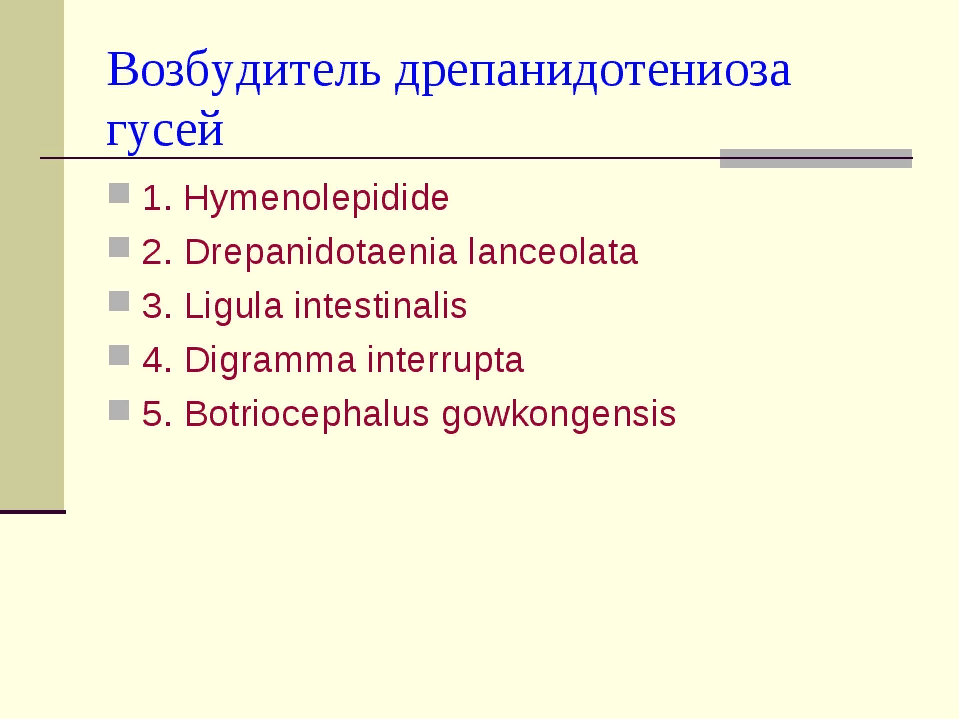 Возбудитель дрепанидотениоза
гусей
1. Hymenolepidide
2. Drepanidotaenia lanceolata
3. Ligula intestinalis
4. Digramma interrupta
5. Botriocephalus gowkongensis